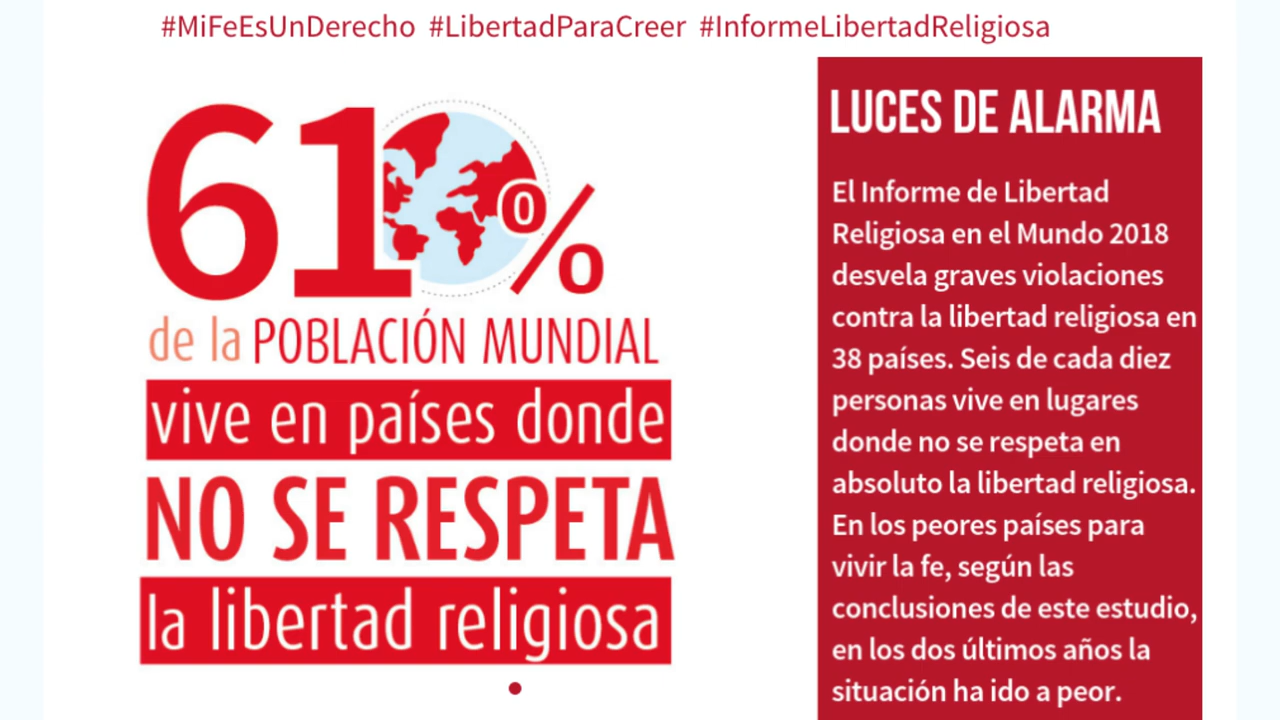 #MiFeEsUnDerecho #LibertadParaCreer #InformeLibertadReligiosa
61%
de la POBLACIÓN MUNDIAL
vive en países donde
NO SE RESPETA
la libertad religiosa
LUCES DE ALARMA
El Informe de Libertad
Religiosa en el Mundo 2018
desvela graves violaciones
contra la libertad religiosa en
38 países. Seis de cada diez
personas vive en lugares
donde no se respeta en
absoluto la libertad religiosa.
En los peores países para
vivir la fe, según las
conclusiones de este estudio,
en los dos últimos años la
situación ha ido a peor.